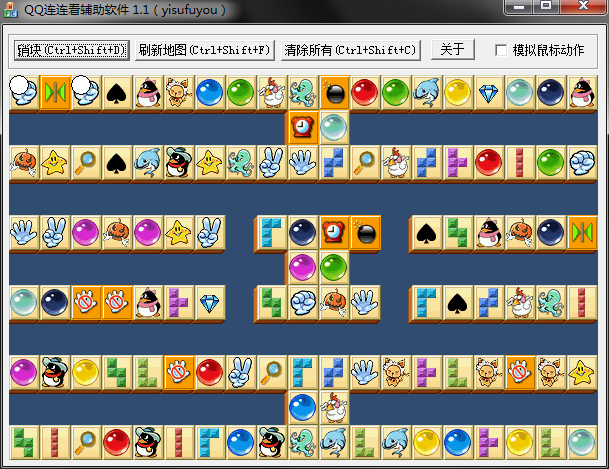 QQ连连看辅助软件 1.1（yisufuyou）
销块(Ctrl+Shift+D)
刷新地图(Ctrl+Shift+F)
清除所有(Ctrl+Shift+C)
关于
模拟鼠标动作